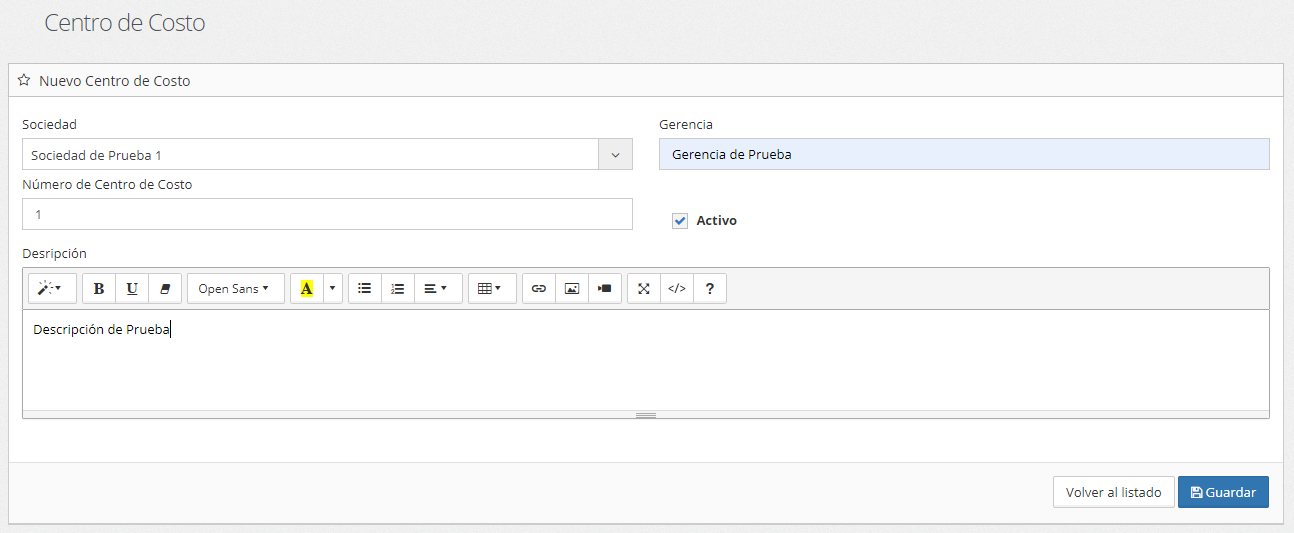 Centro de Costo
Nuevo Centro de Costo
Sociedad
Gerencia
Sociedad de Prueba 1
Gerencia de Prueba
Número de Centro de Costo
1
Activo
Desripción
B U Open Sans A </> ?
Descripción de Prueba
Volver al listado Guardar